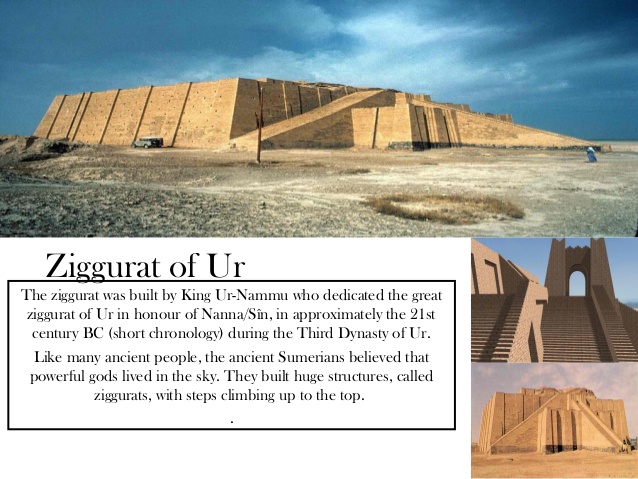 Ziggurat of Ur
The ziggurat was built by King Ur-Nammu who dedicated the great
ziggurat of Ur in honour of Nanna/Sîn, in approximately the 21st
century BC (short chronology) during the Third Dynasty of Ur.
Like many ancient people, the ancient Sumerians believed that
powerful gods lived in the sky. They built huge structures, called
ziggurats, with steps climbing up to the top.
.